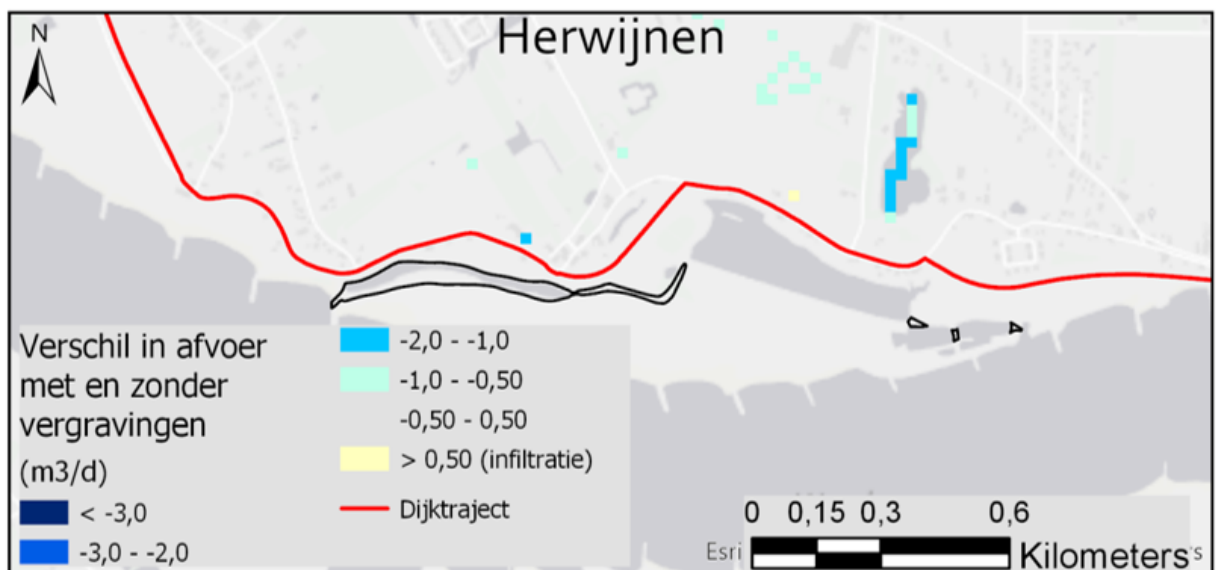 Herwijnen
N
Verschil in afvoer
met en zonder
vergravingen
(m3/d)
< -3,0
-3,0 - -2,0
-2,0 - -1,0
-1,0 - -0,50
-0,50 - 0,50
> 0,50 (infiltratie)
Dijktraject
0 0,15 0,3 0,6
Kilometers
Esri